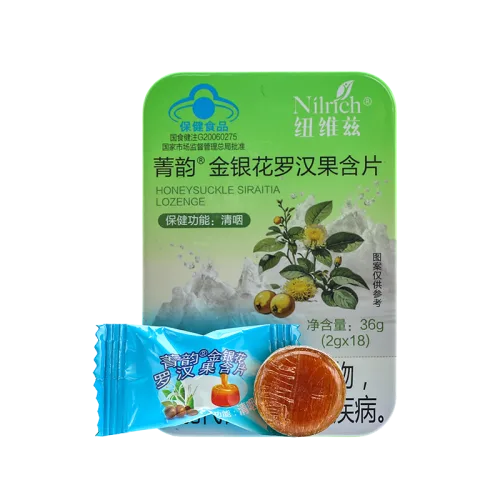 保健食品
国食健注G20060275
国家市场监督管理总局批准
Nilrich®
纽维兹
菁韵®金银花罗汉果含片
HONEYSUCKLE SIRAITIA
LOZENGE
保健功能：清咽
图案仅供参考
净含量：36g
(2gx18)
物，
疾病。
菁韵®金银花
罗汉果含片